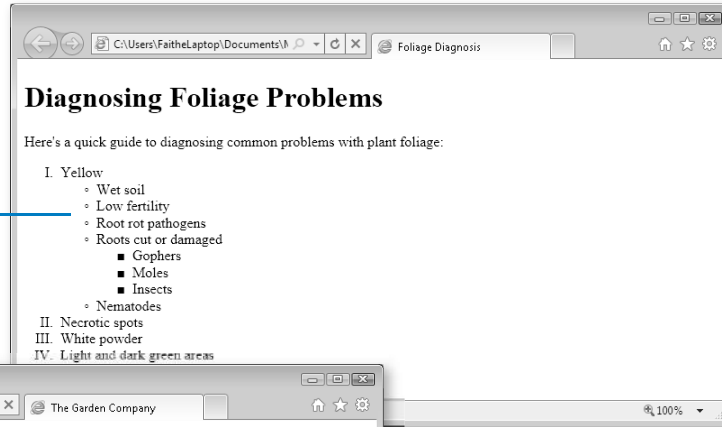 C:\Users\FaitheLaptop\Documents\
Foliage Diagnosis
Diagnosing Foliage Problems
Here's a quick guide to diagnosing common problems with plant foliage:
I. Yellow
◦ Wet soil
◦ Low fertility
◦ Root rot pathogens
◦ Roots cut or damaged
■ Gophers
■ Moles
■ Insects
◦ Nematodes
II. Necrotic spots
III. White powder
IV. Light and dark green areas
The Garden Company
100%